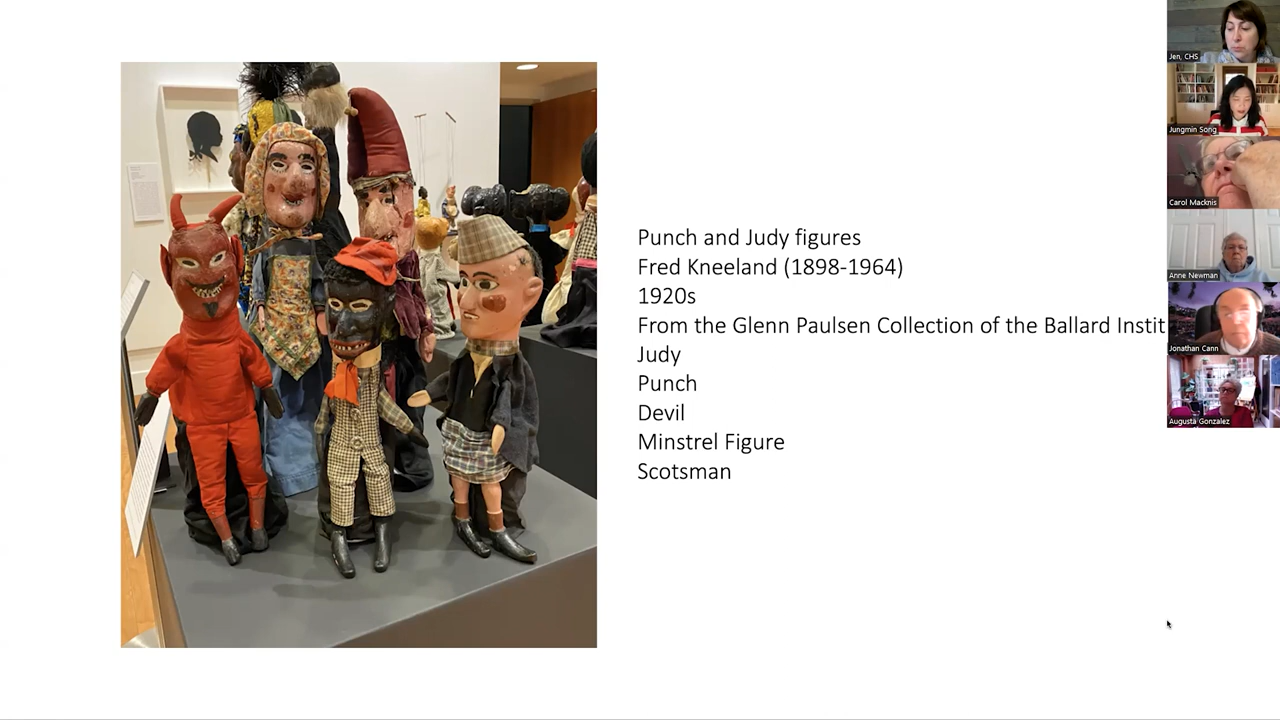 Punch and Judy figures
Fred Kneeland (1898-1964)
1920s
From the Glenn Paulsen Collection of the Ballard Instit
Judy
Punch
Devil
Minstrel Figure
Scotsman
Jen, CHS
Jungmin Song
Carol Macknis
Anne Newman
Jonathan Cann
Augusta Gonzalez